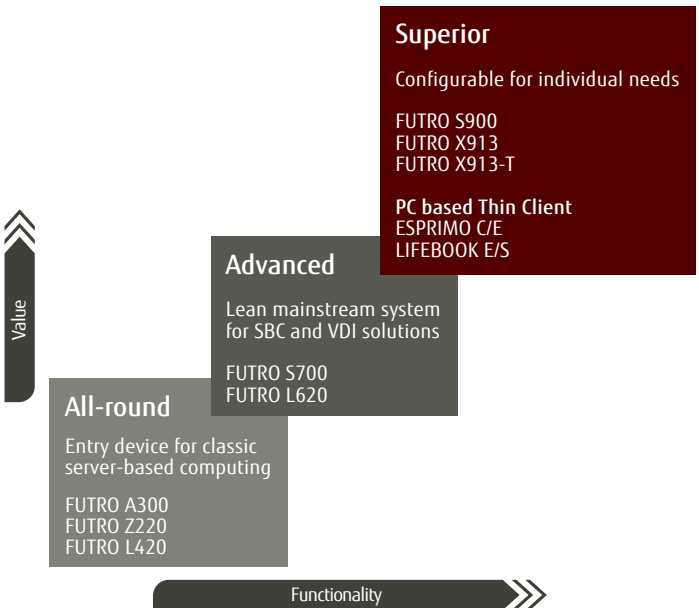 Superior
Configurable for individual needs
FUTRO S900
FUTRO X913
FUTRO X913-T
PC based Thin Client
ESPRIMO C/E
LIFEBOOK E/S
Advanced
Lean mainstream system
for SBC and VDI solutions
FUTRO S700
FUTRO L620
Value
All-round
Entry device for classic
server-based computing
FUTRO A300
FUTRO Z220
FUTRO L420
Functionality